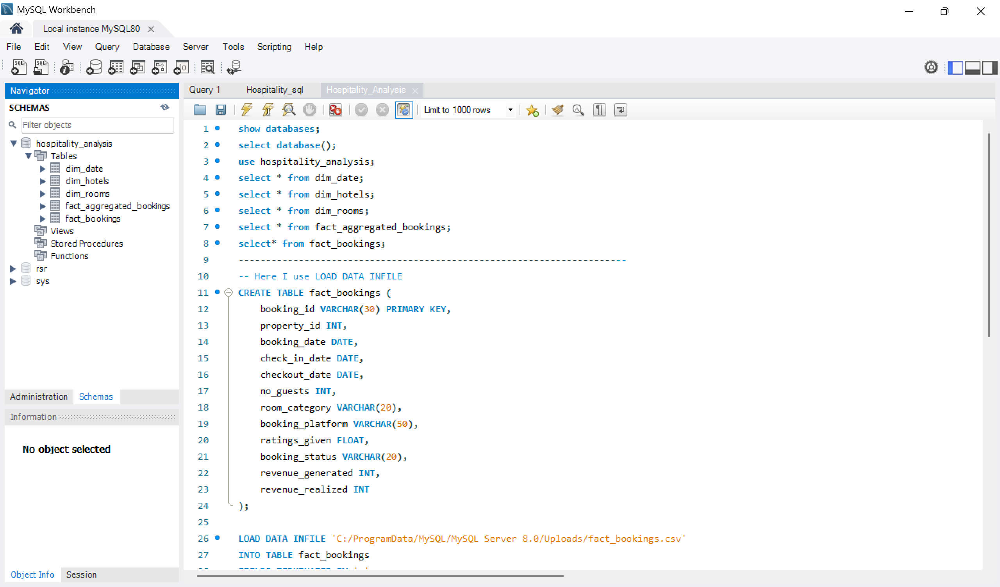 MySQL Workbench
Local instance MySQL80
File Edit View Query Database Server Tools Scripting Help
Navigator
SCHEMAS
Filter objects
hospitality_analysis
Tables
dim_date
dim_hotels
dim_rooms
fact_aggregated_bookings
fact_bookings
Views
Stored Procedures
Functions
rsr
sys
Administration Schemas
Information
No object selected
Object Info Session
Query 1 Hospitality_sql Hospitality_Analysis
Limit to 1000 rows
1 show databases;
2 select database();
3 use hospitality_analysis;
4 select * from dim_date;
5 select * from dim_hotels;
6 select * from dim_rooms;
7 select * from fact_aggregated_bookings;
8 select* from fact_bookings;
9 -----------------------------------------------------------------------
10 -- Here I use LOAD DATA INFILE
11 CREATE TABLE fact_bookings (
12 booking_id VARCHAR(30) PRIMARY KEY,
13 property_id INT,
14 booking_date DATE,
15 check_in_date DATE,
16 checkout_date DATE,
17 no_guests INT,
18 room_category VARCHAR(20),
19 booking_platform VARCHAR(50),
20 ratings_given FLOAT,
21 booking_status VARCHAR(20),
22 revenue_generated INT,
23 revenue_realized INT
24 );
25
26 LOAD DATA INFILE 'C:/ProgramData/MySQL/MySQL Server 8.0/Uploads/fact_bookings.csv'
27 INTO TABLE fact_bookings